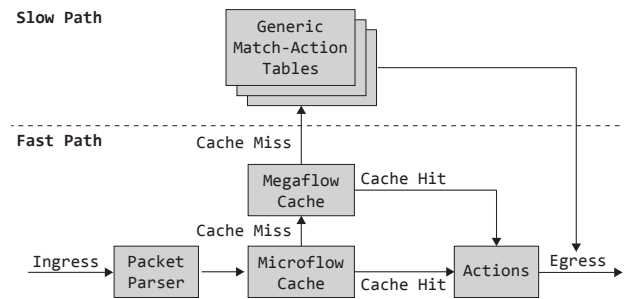 Slow Path
Generic
Match-Action
Tables
Fast Path
Cache Miss
Megaflow
Cache
Cache Hit
Cache Miss
Ingress
Packet
Parser
Microflow
Cache
Cache Hit
Actions
Egress